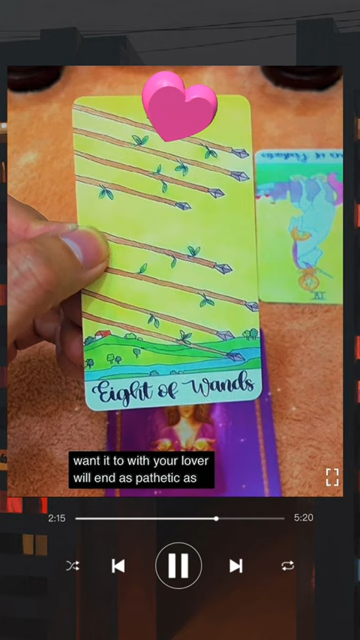 Eight of Wands
want it to with your lover
will end as pathetic as
2:15
5:20